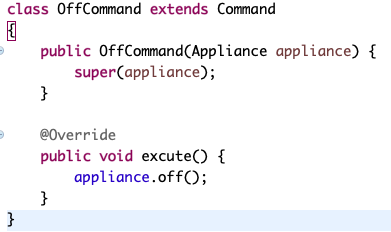 class OffCommand extends Command
{
    public OffCommand(Appliance appliance) {
        super(appliance);
    }

    @Override
    public void excute() {
        appliance.off();
    }
}